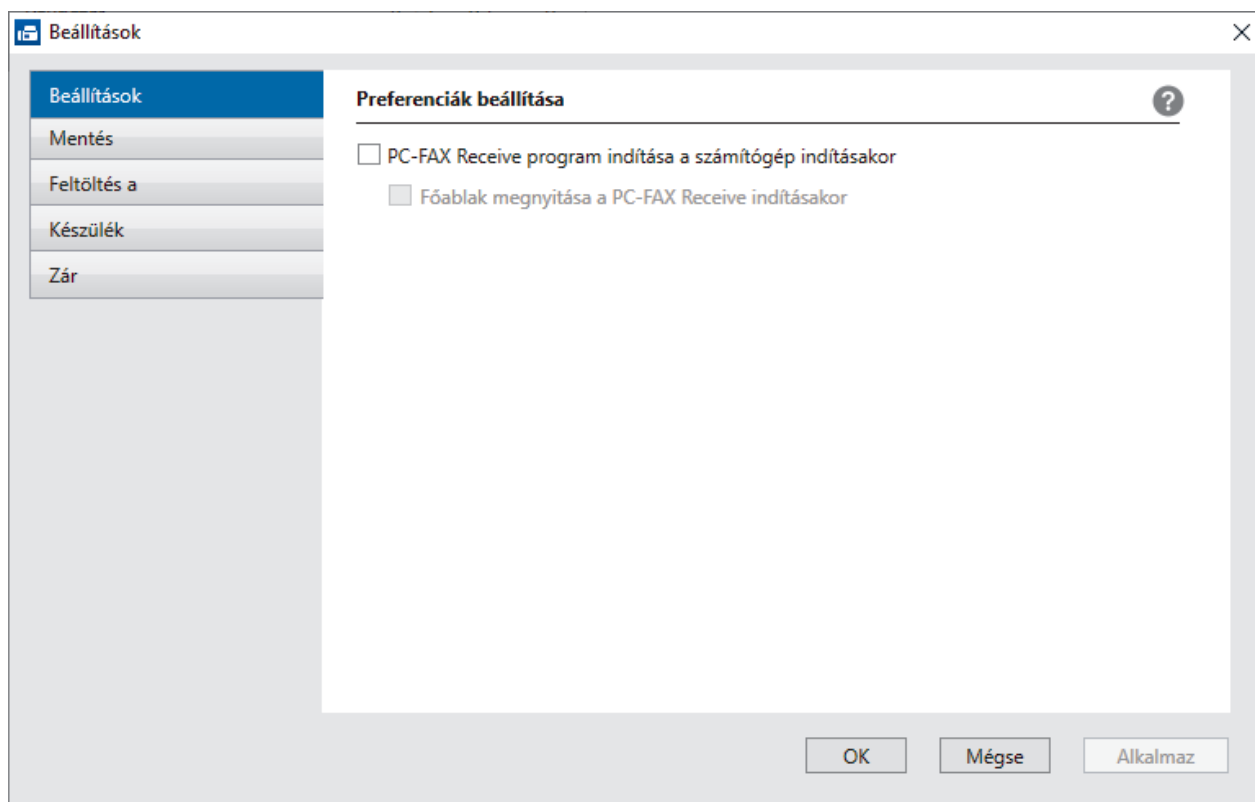 Beállítások
Beállítások
Mentés
Feltöltés a
Készülék
Zár
Preferenciák beállítása
?
PC-FAX Receive program indítása a számítógép indításakor
Főablak megnyitása a PC-FAX Receive indításakor
OK
Mégse
Alkalmaz